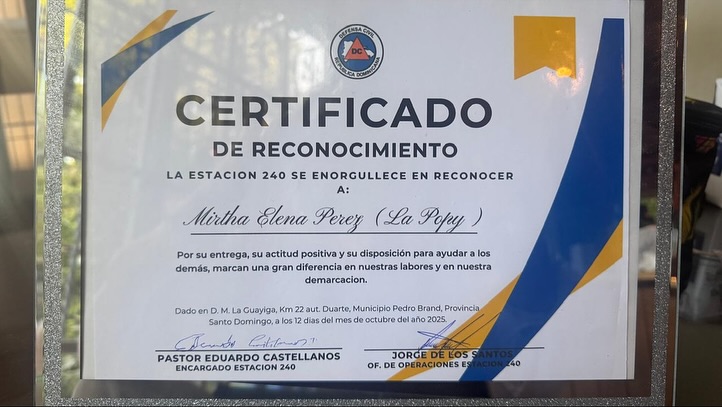 DEFENSA CIVIL
DC
REPUBLICA DOMINICANA
CERTIFICADO
DE RECONOCIMIENTO
LA ESTACION 240 SE ENORGULLECE EN RECONOCER
A:
Mirtha Elena Perez (La Popy )
Por su entrega, su actitud positiva y su disposición para ayudar a los
demás, marcan una gran diferencia en nuestras labores y en nuestra
demarcacion.
Dado en D. M. La Guayiga, Km 22 aut. Duarte, Municipio Pedro Brand, Provincia
Santo Domingo, a los 12 dias del mes de octubre del año 2025.
PASTOR EDUARDO CASTELLANOS
ENCARGADO ESTACION 240
JORGE DE LOS SANTOS
OF. DE OPERACIONES ESTACION 240